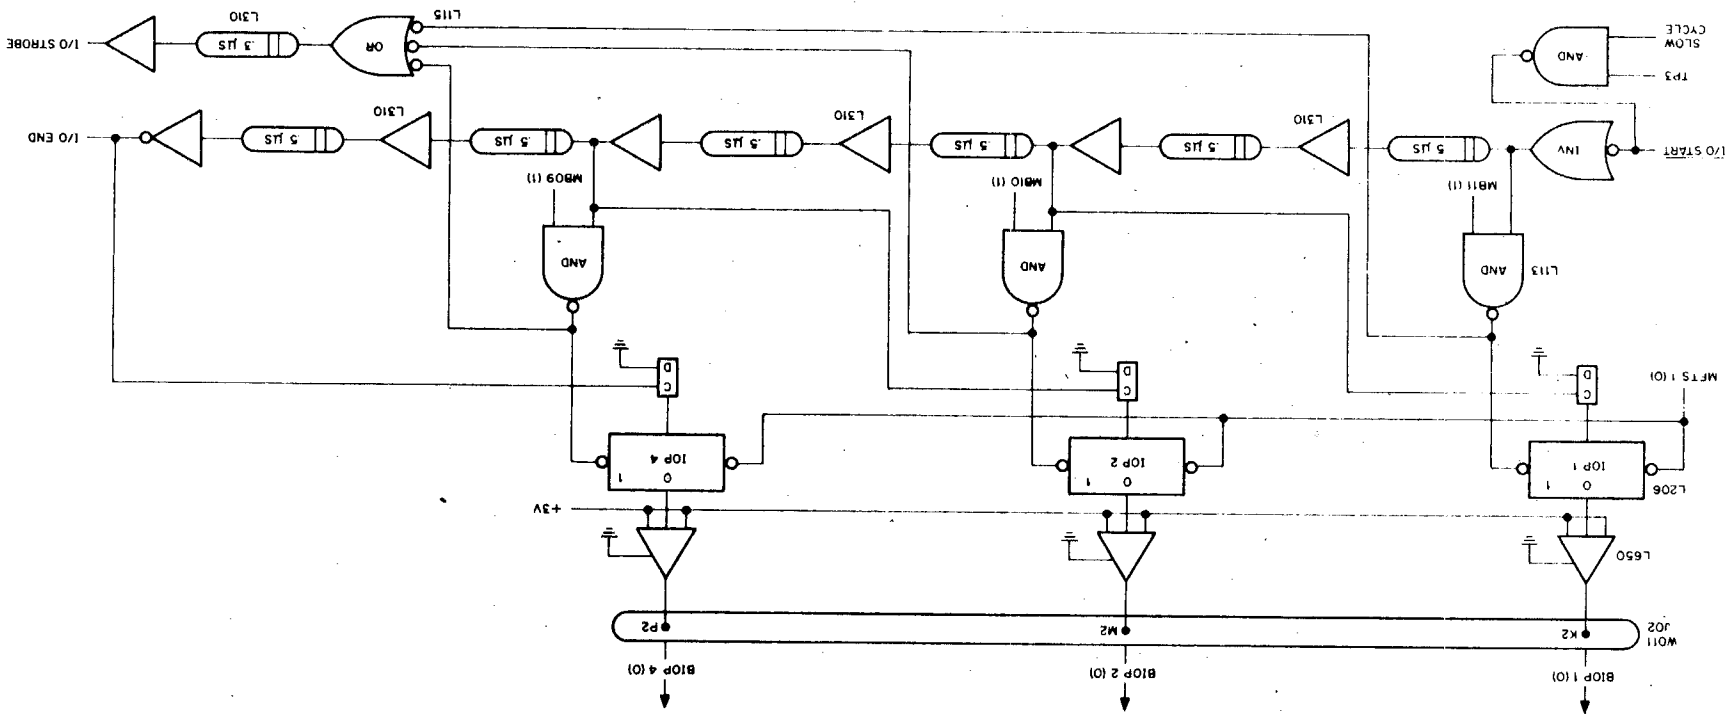 BIOP 1 (0)
BIOP 2 (0)
BIOP 4 (0)
W011
J02
K2
M2
P2
L650
+3V
L206
0 1
IOP 1
0 1
IOP 2
0 1
IOP 4
MFTS 1 (0)
C
D
C
D
C
D
L113
AND
AND
AND
MB11 (1)
MB10 (1)
MB09 (1)
I/O START
INV
.5 µS
L310
.5 µS
.5 µS
L310
.5 µS
.5 µS
L310
.5 µS
I/O END
TP3
SLOW
CYCLE
AND
OR
L115
.3 µS
L310
I/O STROBE